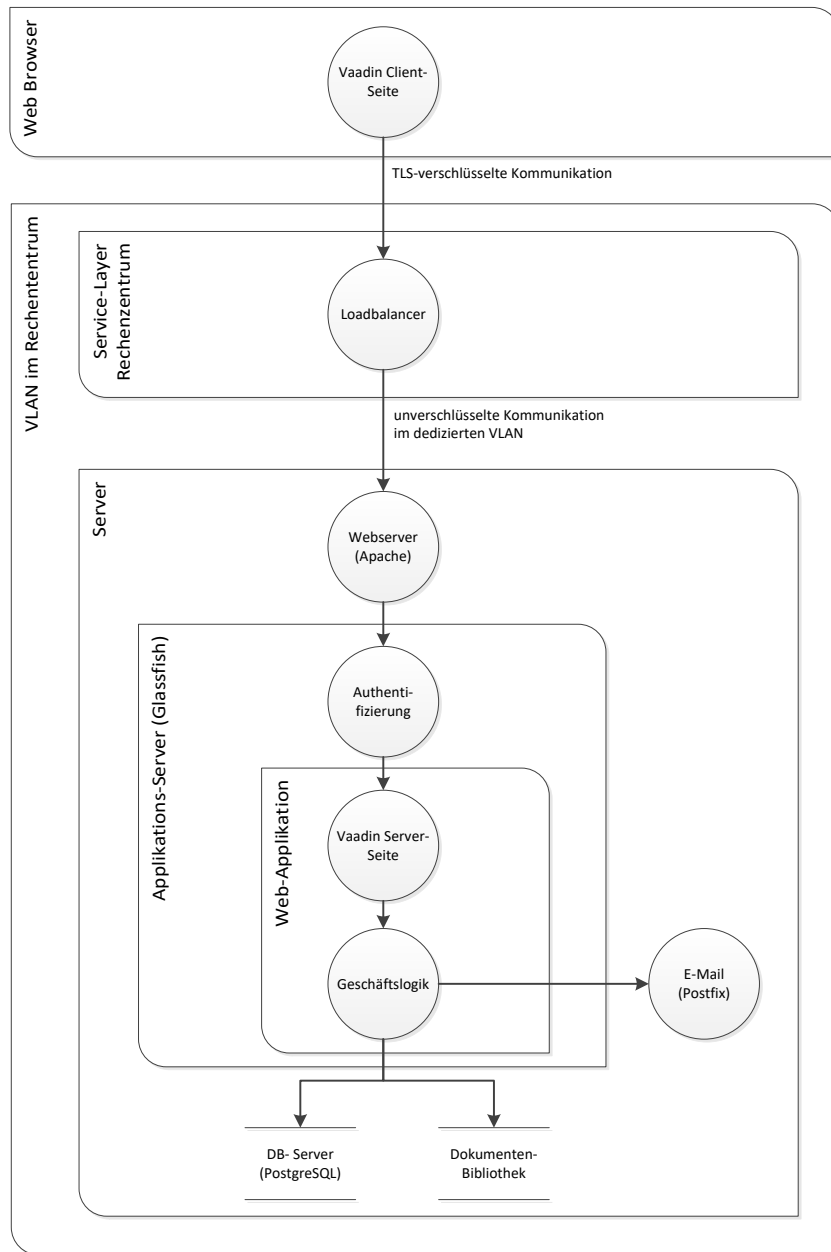 Web Browser
Vaadin Client-
Seite
TLS-verschlüsselte Kommunikation
VLAN im Rechententrum
Service-Layer
Rechenzentrum
Loadbalancer
unverschlüsselte Kommunikation
im dedizierten VLAN
Server
Webserver
(Apache)
Applikations-Server (Glassfish)
Authenti-
fizierung
Web-Applikation
Vaadin Server-
Seite
Geschäftslogik
E-Mail
(Postfix)
DB- Server
(PostgreSQL)
Dokumenten-
Bibliothek